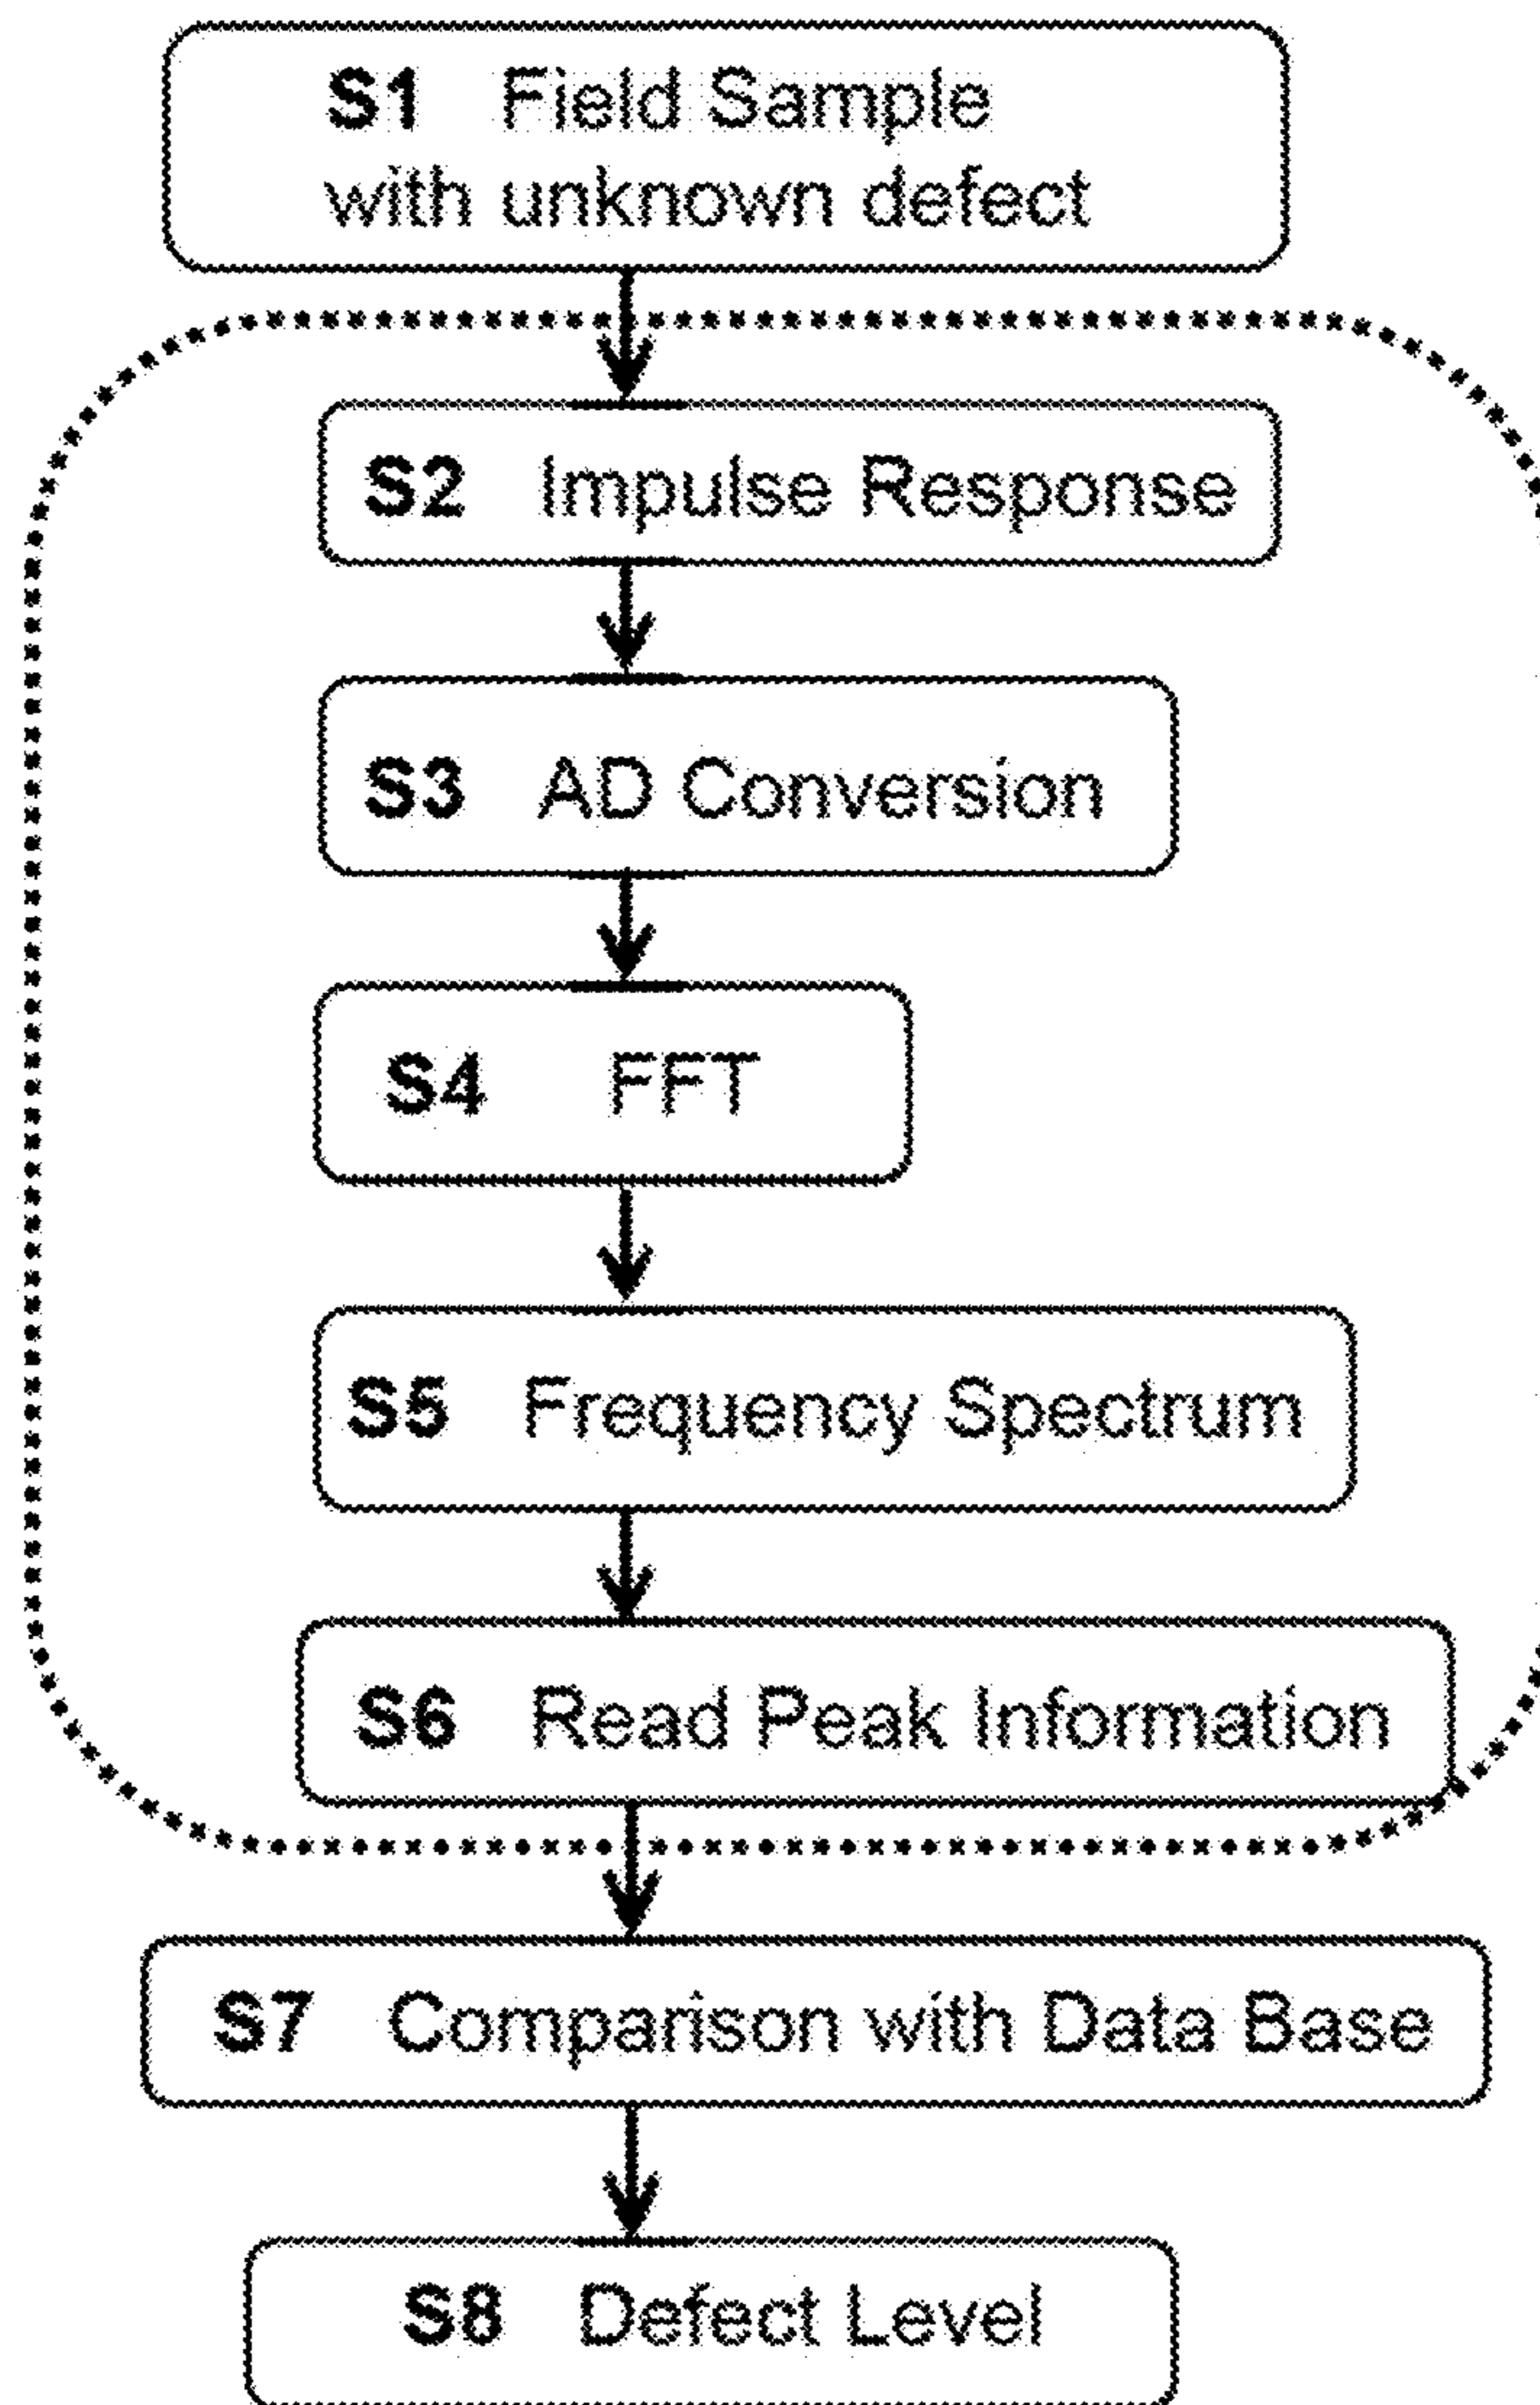 S1 Field Sample
with unknown defect
S2 Impulse Response
S3 AD Conversion
S4 FFT
S5 Frequency Spectrum
S6 Read Peak Information
S7 Comparison with Data Base
S8 Defect Level